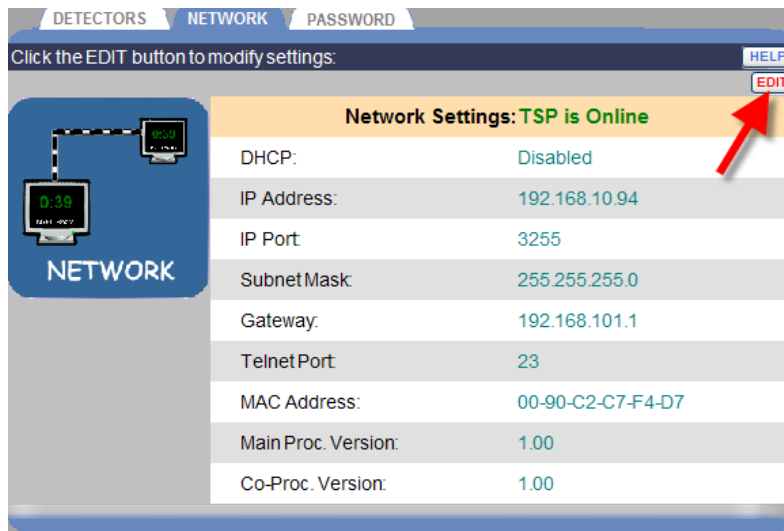 DETECTORS NETWORK PASSWORD
Click the EDIT button to modify settings:
HELP
EDIT
Network Settings: TSP is Online
DHCP: Disabled
IP Address: 192.168.10.94
IP Port: 3255
Subnet Mask: 255.255.255.0
Gateway: 192.168.101.1
Telnet Port: 23
MAC Address: 00-90-C2-C7-F4-D7
Main Proc. Version: 1.00
Co-Proc. Version: 1.00
0:39
0:39
NETWORK